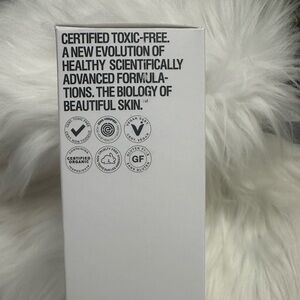 CERTIFIED TOXIC-FREE.
A NEW EVOLUTION OF
HEALTHY SCIENTIFICALLY
ADVANCED FORMULA-
TIONS. THE BIOLOGY OF
BEAUTIFUL SKIN.
CERTIFIED
ORGANIC
GF